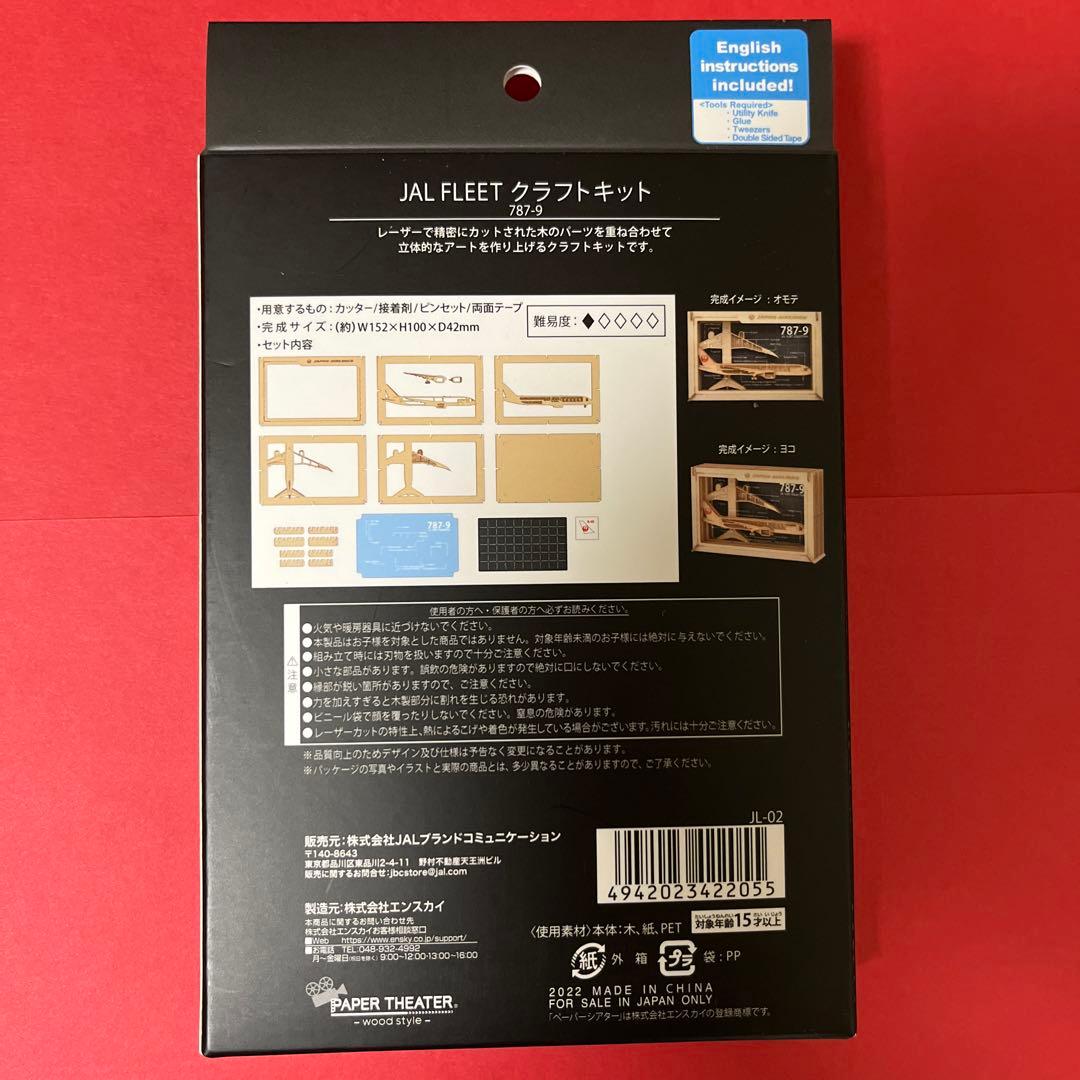 English
instructions
included!
<Tools Required>
・Utility Knife
・Glue
・Tweezers
・Double Sided Tape
JAL FLEET クラフトキット
787-9
レーザーで精密にカットされた木のパーツを重ね合わせて
立体的なアートを作り上げるクラフトキットです。
・用意するもの:カッター/接着剤/ピンセット/両面テープ
・完成サイズ:(約)W152×H100×D42mm
・セット内容
難易度:◆◇◇◇◇
787-9
完成イメージ:オモテ
787-9
完成イメージ:ヨコ
787-9
使用者の方へ・保護者の方へ必ずお読みください。
⚠注意
●火気や暖房器具に近づけないでください。
●本製品はお子様を対象とした商品ではありません。対象年齢未満のお子様には絶対に与えないでください。
●組み立て時には刃物を扱いますので十分ご注意ください。
●小さな部品があります。誤飲の危険がありますので絶対に口にしないでください。
●縁部が鋭い箇所がありますので、ご注意ください。
●力を加えすぎると木製部分に割れを生じる恐れがあります。
●ビニール袋で顔を覆ったりしないでください。窒息の危険があります。
●レーザーカットの特性上、熱によるこげや着色が発生している場合がございます。汚れには十分ご注意ください。
※品質向上のためデザイン及び仕様は予告なく変更になることがあります。
※パッケージの写真やイラストと実際の商品とは、多少異なることがありますので、ご了承ください。
JL-02
販売元:株式会社JALブランドコミュニケーション
〒140-8643
東京都品川区東品川2-4-11 野村不動産天王洲ビル
販売に関するお問合せ:jbcstore@jal.com
4942023422055
製造元:株式会社エンスカイ
本商品に関するお問い合わせ先
株式会社エンスカイお客様相談窓口
■Web https://www.ensky.co.jp/support/
■お電話 TEL:048-932-4992
月~金曜日(祝日を除く)9:00-12:00・13:00-16:00
<使用素材>本体:木、紙、PET
たいしょうねんれい さい いじょう
対象年齢15才以上
紙 外箱 プラ 袋:PP
PAPER THEATER®
- wood style -
2022 MADE IN CHINA
FOR SALE IN JAPAN ONLY
「ペーパーシアター」は株式会社エンスカイの登録商標です。